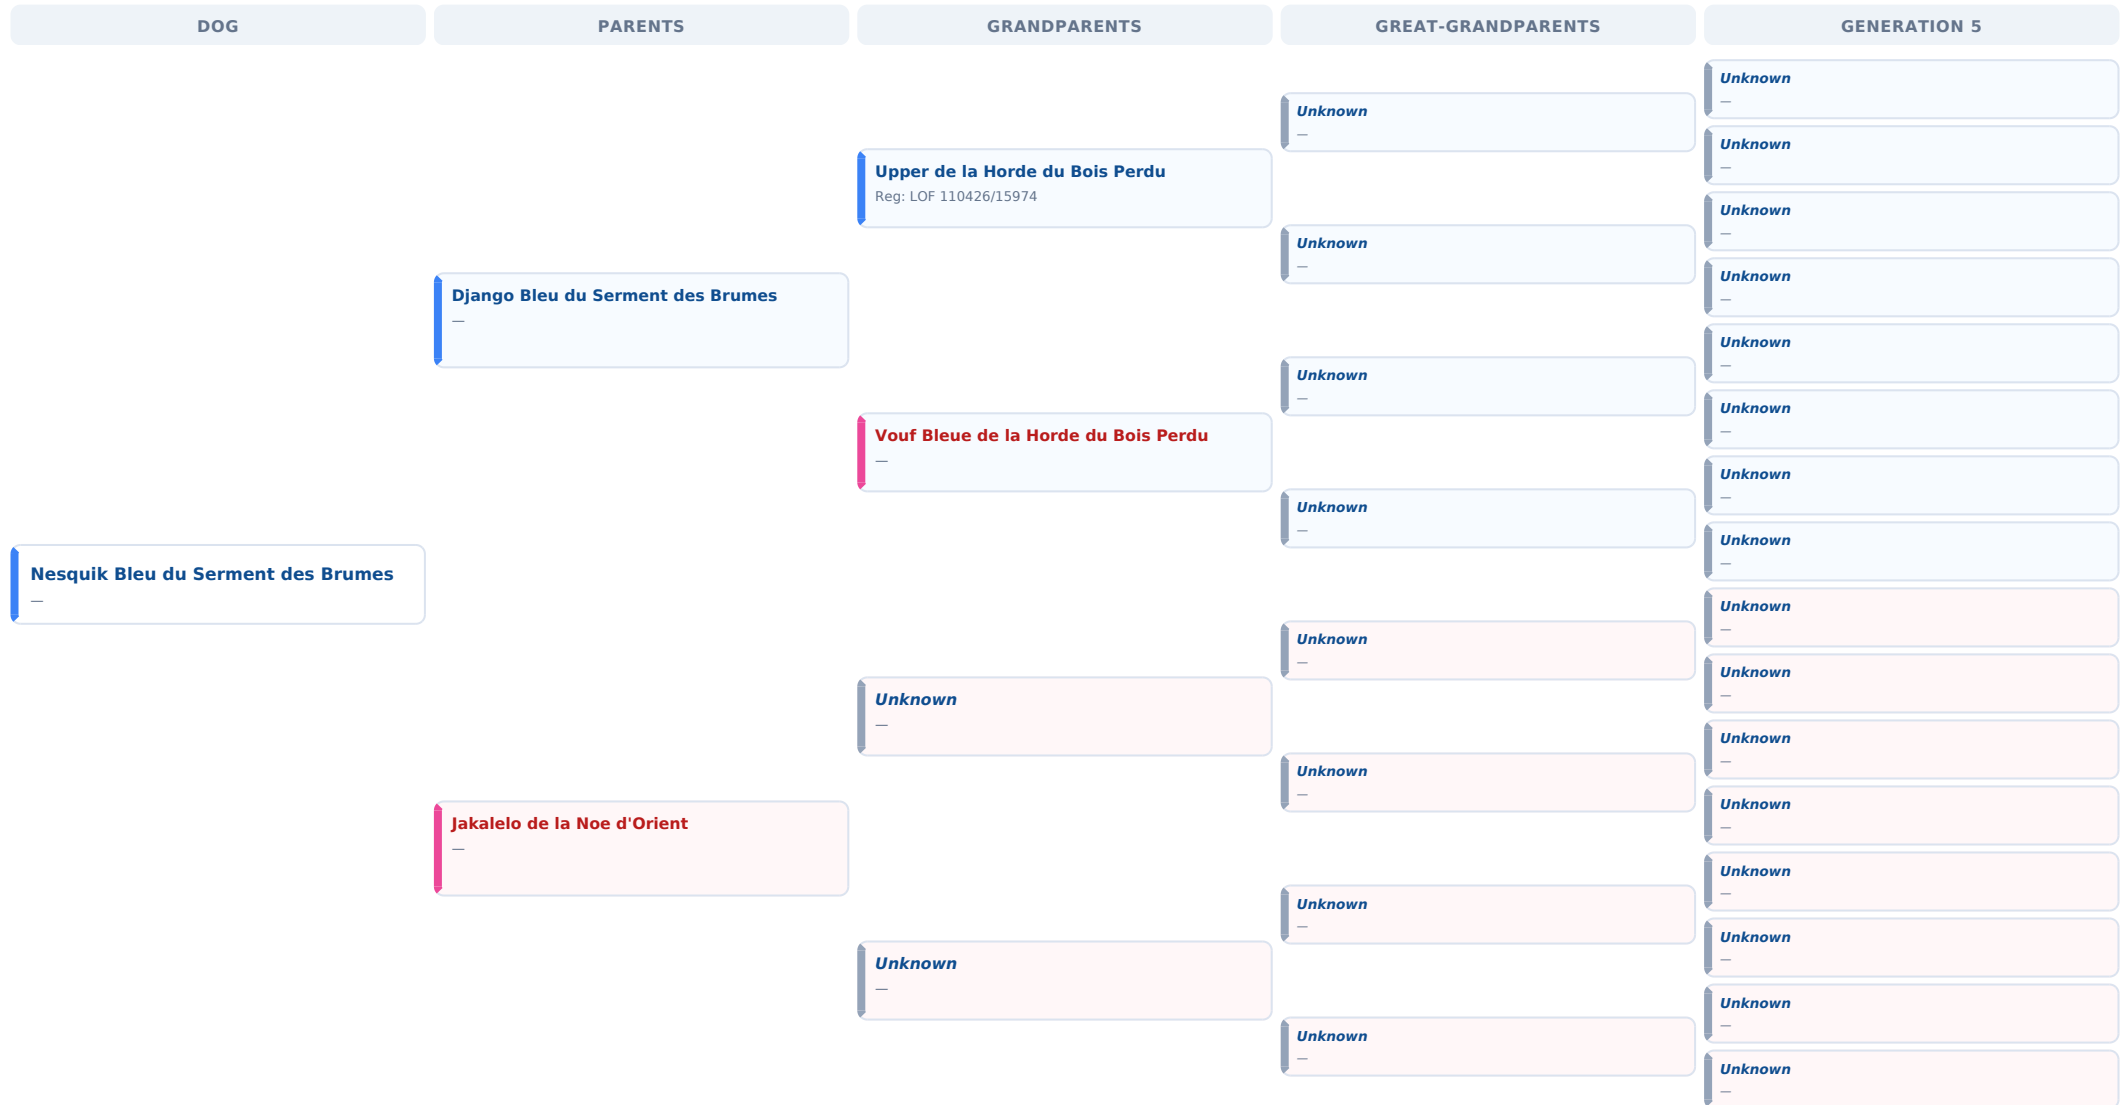 DOG
PARENTS
GRANDPARENTS
GREAT-GRANDPARENTS
GENERATION 5
Nesquik Bleu du Serment des Brumes
—
Django Bleu du Serment des Brumes
—
Jakalelo de la Noe d'Orient
—
Upper de la Horde du Bois Perdu
Reg: LOF 110426/15974
Vouf Bleue de la Horde du Bois Perdu
—
Unknown
—
Unknown
—
Unknown
—
Unknown
—
Unknown
—
Unknown
—
Unknown
—
Unknown
—
Unknown
—
Unknown
—
Unknown
—
Unknown
—
Unknown
—
Unknown
—
Unknown
—
Unknown
—
Unknown
—
Unknown
—
Unknown
—
Unknown
—
Unknown
—
Unknown
—
Unknown
—
Unknown
—
Unknown
—
Unknown
—